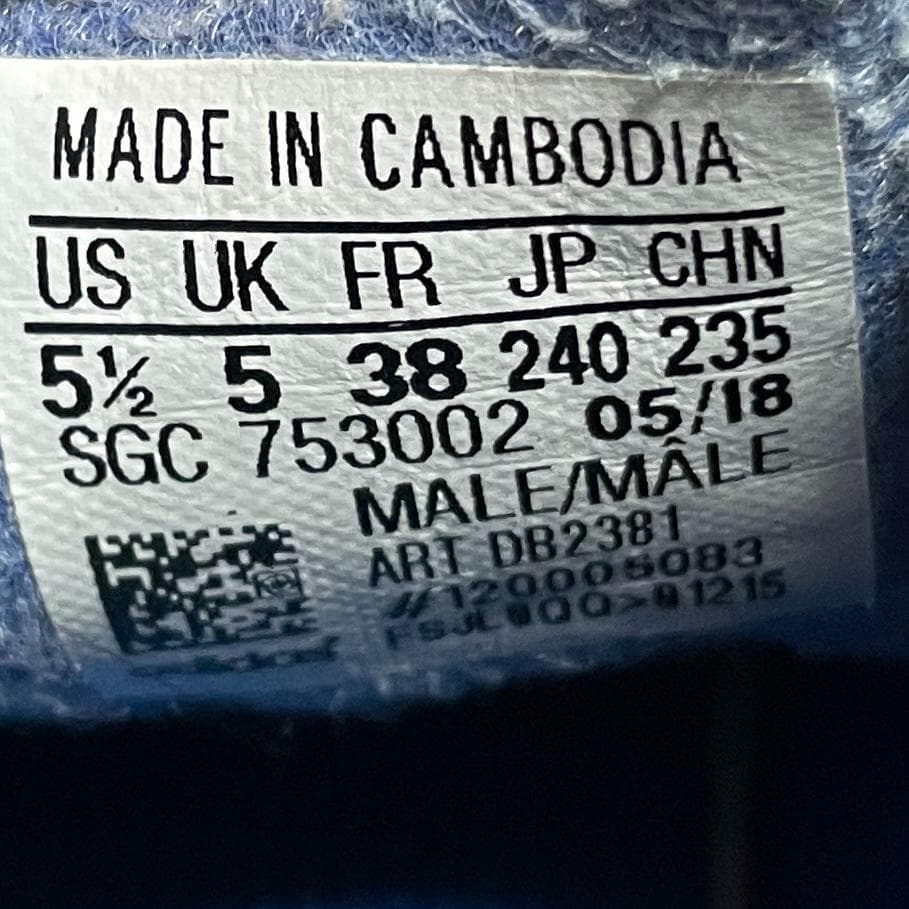 MADE IN CAMBODIA
US UK FR JP CHN
5½ 5 38 240 235
SGC 753002 05/18
MALE/MÂLE
ART DB2381
//120005083